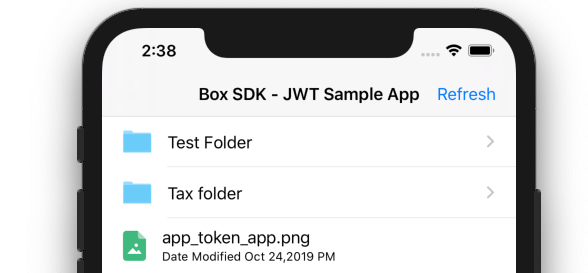 2:38
Box SDK - JWT Sample App Refresh
Test Folder
Tax folder
app_token_app.png
Date Modified Oct 24,2019 PM